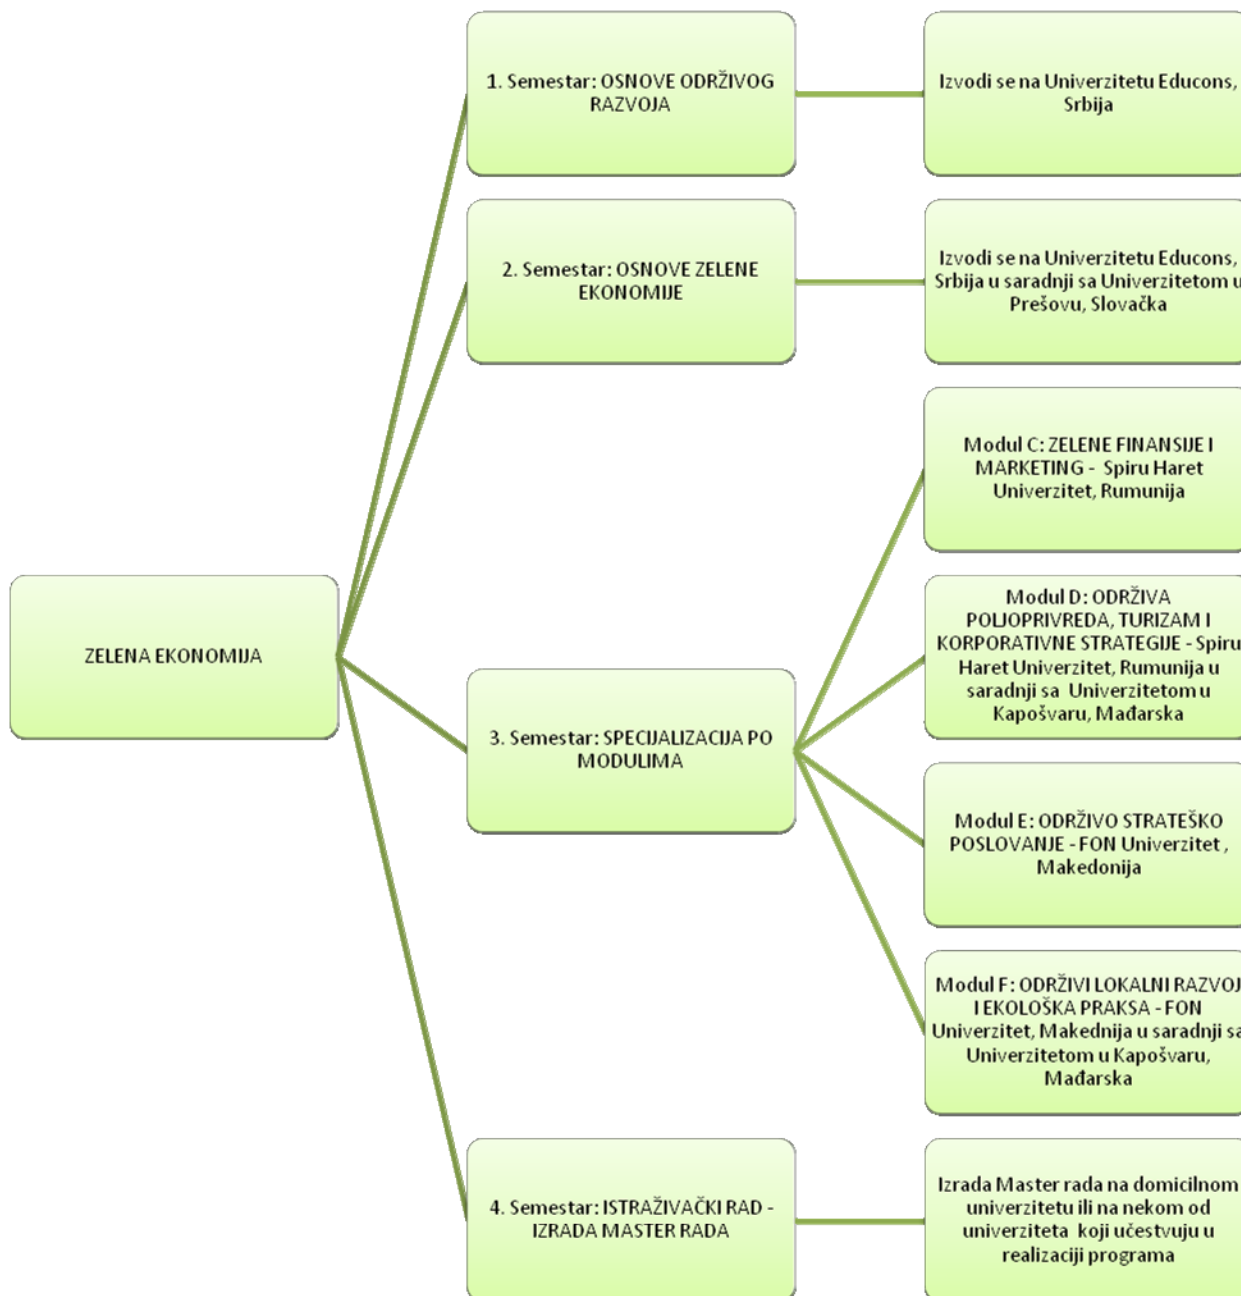 ZELENA EKONOMIJA
1. Semestar: OSNOVE ODRŽIVOG
RAZVOJA
Izvodi se na Univerzitetu Educons,
Srbija
2. Semestar: OSNOVE ZELENE
EKONOMIJE
Izvodi se na Univerzitetu Educons,
Srbija u saradnji sa Univerzitetom u
Prešovu, Slovačka
3. Semestar: SPECIJALIZACIJA PO
MODULIMA
Modul C: ZELENE FINANSIJE I
MARKETING - Spiru Haret
Univerzitet, Rumunija
Modul D: ODRŽIVA
POLJOPRIVREDA, TURIZAM I
KORPORATIVNE STRATEGIJE - Spiru
Haret Univerzitet, Rumunija u
saradnji sa Univerzitetom u
Kapošvaru, Mađarska
Modul E: ODRŽIVO STRATEŠKO
POSLOVANJE - FON Univerzitet ,
Makedonija
Modul F: ODRŽIVI LOKALNI RAZVOJ
I EKOLOŠKA PRAKSA - FON
Univerzitet, Makednija u saradnji sa
Univerzitetom u Kapošvaru,
Mađarska
4. Semestar: ISTRAŽIVAČKI RAD -
IZRADA MASTER RADA
Izrada Master rada na domicilnom
univerzitetu ili na nekom od
univerziteta koji učestvuju u
realizaciji programa